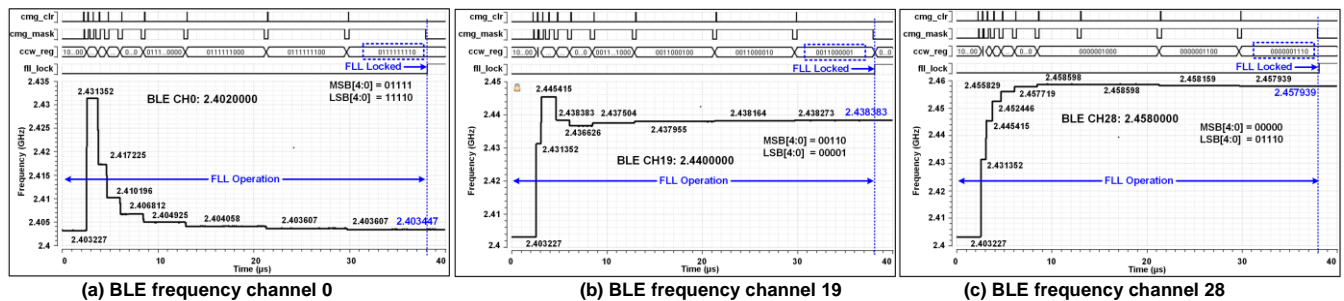 cmg_clr
cmg_mask
ccw_reg 10...00 0...0 0111...0000 0111111000 0111111100 0111111110
fll_lock FLL Locked
2.435
2.43
2.425
2.42
2.415
2.41
2.405
2.4
Frequency (GHz)
2.431352
MSB[4:0] = 01111
LSB[4:0] = 11110
BLE CH0: 2.4020000
2.417225
FLL Operation
2.410196
2.406812
2.404925
2.404058
2.403607
2.403607
2.403447
2.403227
0 10 20 30 40
Time (µs)
(a) BLE frequency channel 0
cmg_clr
cmg_mask
ccw_reg 10...00 ... 0...0 0011...1000 0011000100 0011000010 0011000001 0...0
fll_lock FLL Locked
2.45
2.44
2.43
2.42
2.41
2.4
Frequency (GHz)
2.445415
2.438383
2.437504
2.438164
2.438273
2.438383
2.436626
2.437955
2.431352
MSB[4:0] = 00110
LSB[4:0] = 00001
BLE CH19: 2.4400000
FLL Operation
2.403227
0 10 20 30 40
Time (µs)
(b) BLE frequency channel 19
cmg_clr
cmg_mask
ccw_reg 10...00 0...0 0000001000 0000001100 0000001110
fll_lock FLL Locked
2.46
2.45
2.44
2.43
2.42
2.41
2.4
Frequency (GHz)
2.455829
2.458598
2.458159
2.457939
2.457719
2.458598
2.457939
2.452446
2.445415
BLE CH28: 2.4580000
MSB[4:0] = 00000
LSB[4:0] = 01110
2.431352
FLL Operation
2.403227
0 10 20 30 40
Time (µs)
(c) BLE frequency channel 28